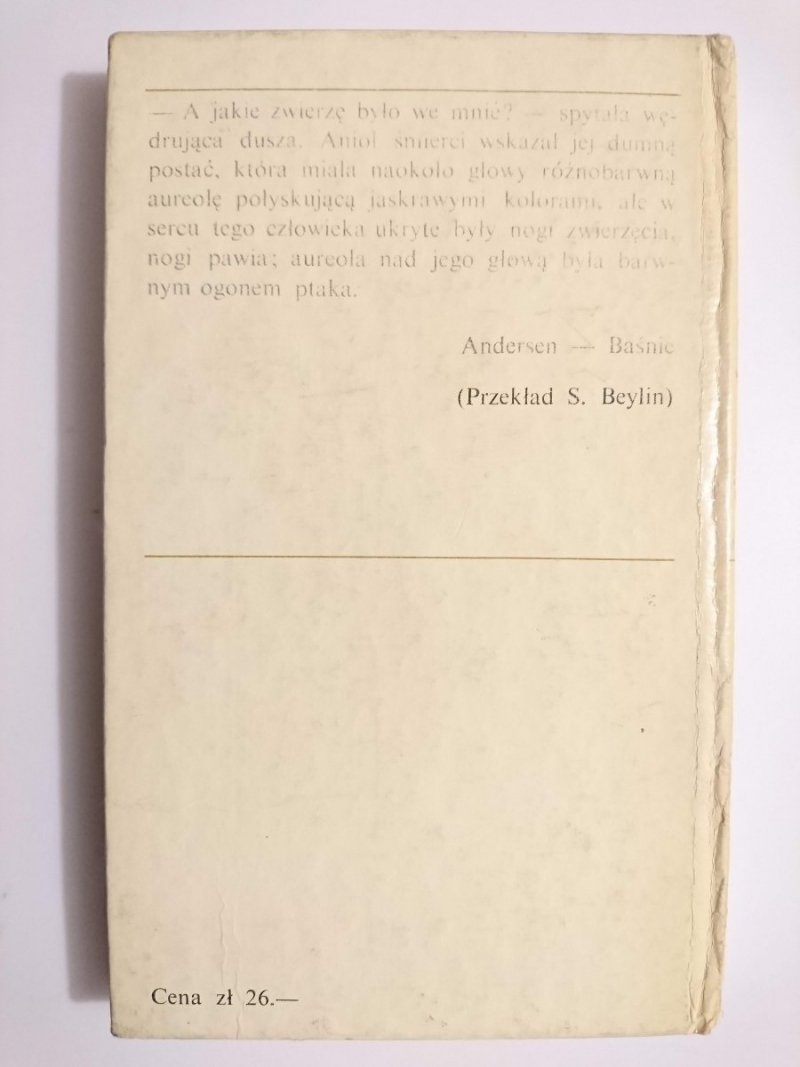 — A jakie zwierzę było we mnie? — spytała wę-
drująca dusza. Anioł śmierci wskazał jej dumną
postać, która miała naokoło głowy różnobarwną
aureolę połyskującą jaskrawymi kolorami, ale w
sercu tego człowieka ukryte były nogi zwierzęcia,
nogi pawia; aureola nad jego głową była barw-
nym ogonem ptaka.
Andersen — Baśnie
(Przekład S. Beylin)
Cena zł 26.—